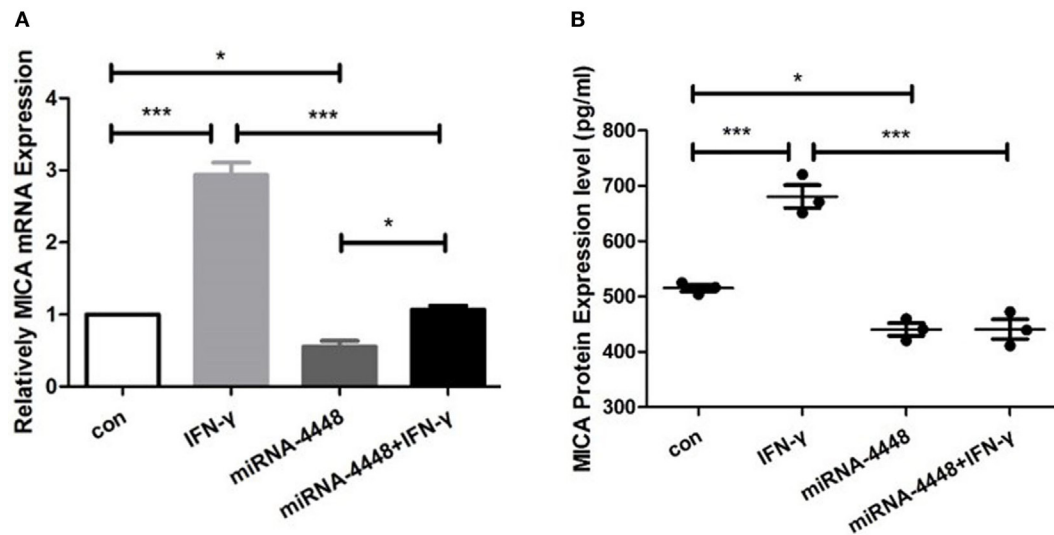 A
Relatively MICA mRNA Expression
*
***
***
*
4
3
2
1
0
con
IFN-γ
miRNA-4448
miRNA-4448+IFN-γ
B
MICA Protein Expression level (pg/ml)
*
***
***
800
700
600
500
400
300
con
IFN-γ
miRNA-4448
miRNA-4448+IFN-γ